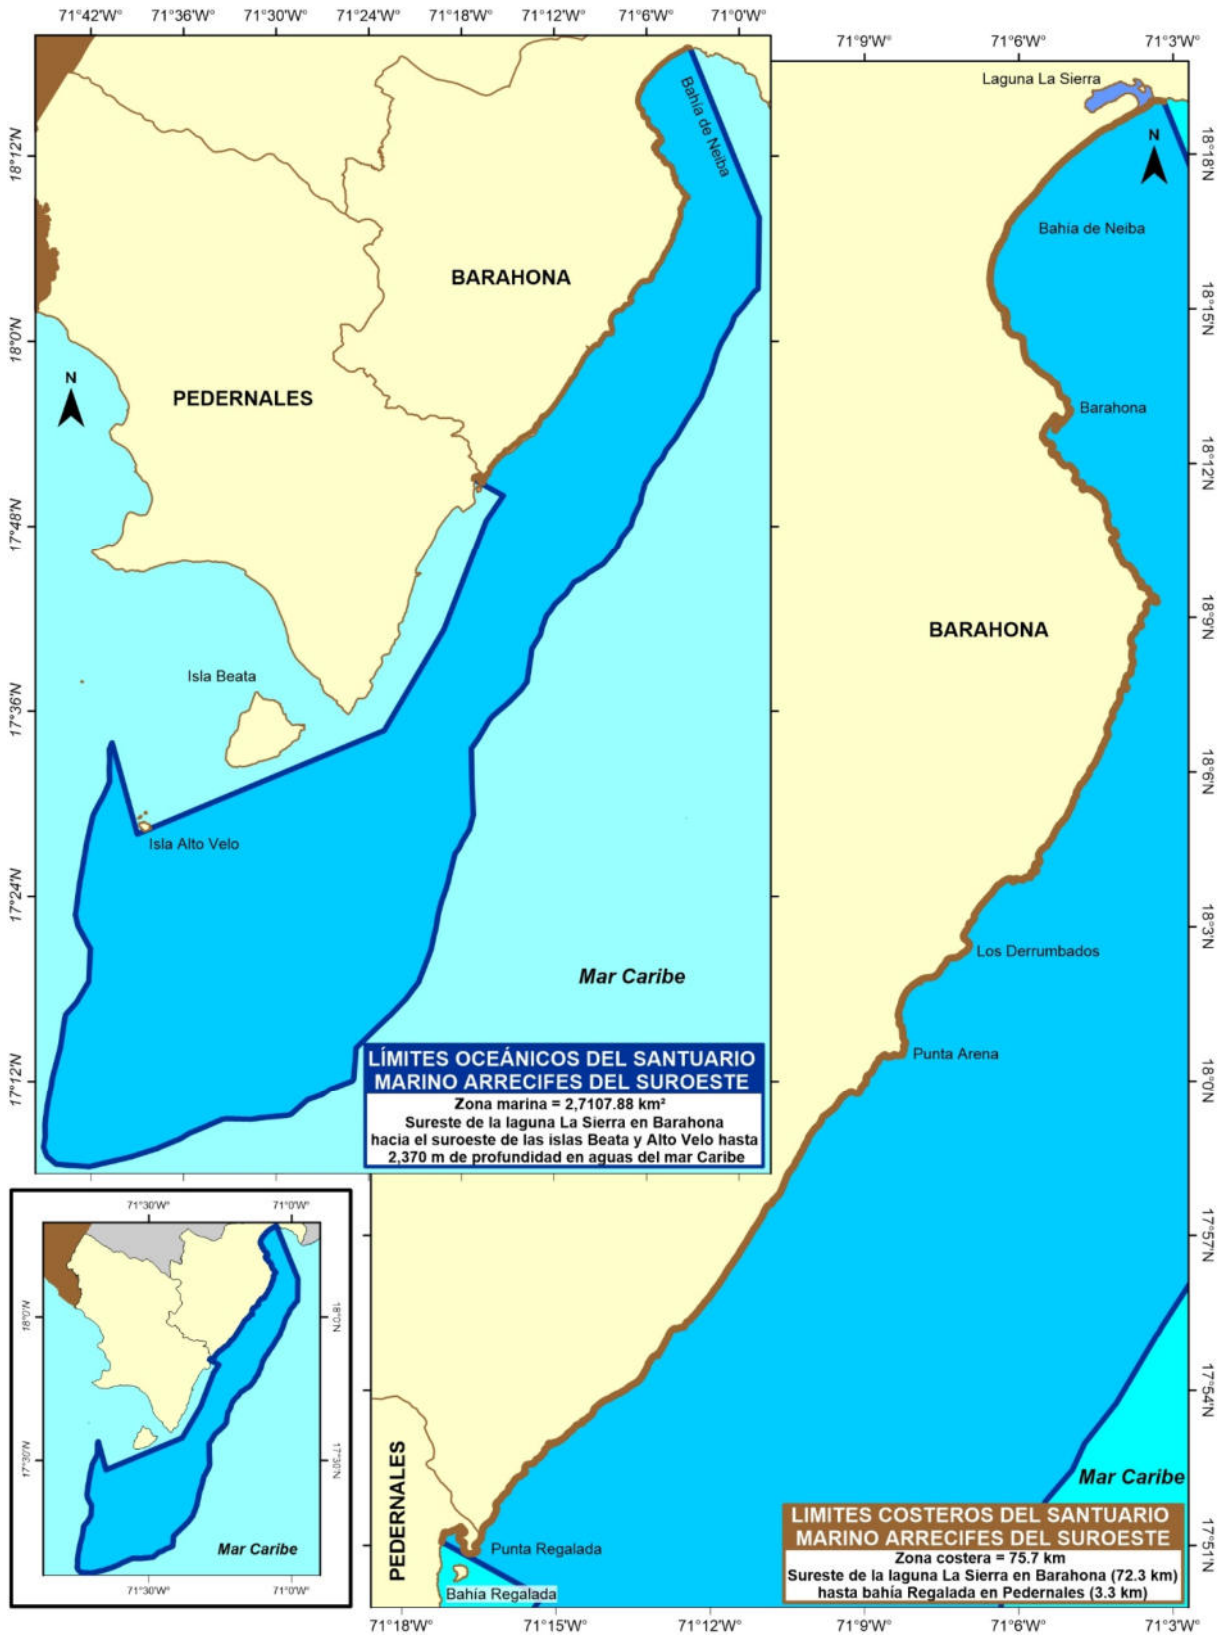 71°42'W
71°36'W
71°30'W
71°24'W
71°18'W
71°12'W
71°6'W
71°0'W
18°12'N
18°0'N
17°48'N
17°36'N
17°24'N
17°12'N
Bahía de Neiba
BARAHONA
PEDERNALES
N
Isla Beata
Isla Alto Velo
Mar Caribe
LÍMITES OCEÁNICOS DEL SANTUARIO
MARINO ARRECIFES DEL SUROESTE
Zona marina = 2,7107.88 km²
Sureste de la laguna La Sierra en Barahona
hacia el suroeste de las islas Beata y Alto Velo hasta
2,370 m de profundidad en aguas del mar Caribe
71°30'W
71°0'W
18°0'N
18°0'N
17°30'N
17°30'N
Mar Caribe
71°30'W
71°0'W
71°9'W
71°6'W
71°3'W
Laguna La Sierra
N
Bahía de Neiba
Barahona
BARAHONA
Los Derrumbados
Punta Arena
18°18'N
18°15'N
18°12'N
18°9'N
18°6'N
18°3'N
18°0'N
17°57'N
17°54'N
17°51'N
PEDERNALES
Punta Regalada
Bahía Regalada
Mar Caribe
LIMITES COSTEROS DEL SANTUARIO
MARINO ARRECIFES DEL SUROESTE
Zona costera = 75.7 km
Sureste de la laguna La Sierra en Barahona (72.3 km)
hasta bahía Regalada en Pedernales (3.3 km)
71°18'W
71°15'W
71°12'W
71°9'W
71°6'W
71°3'W